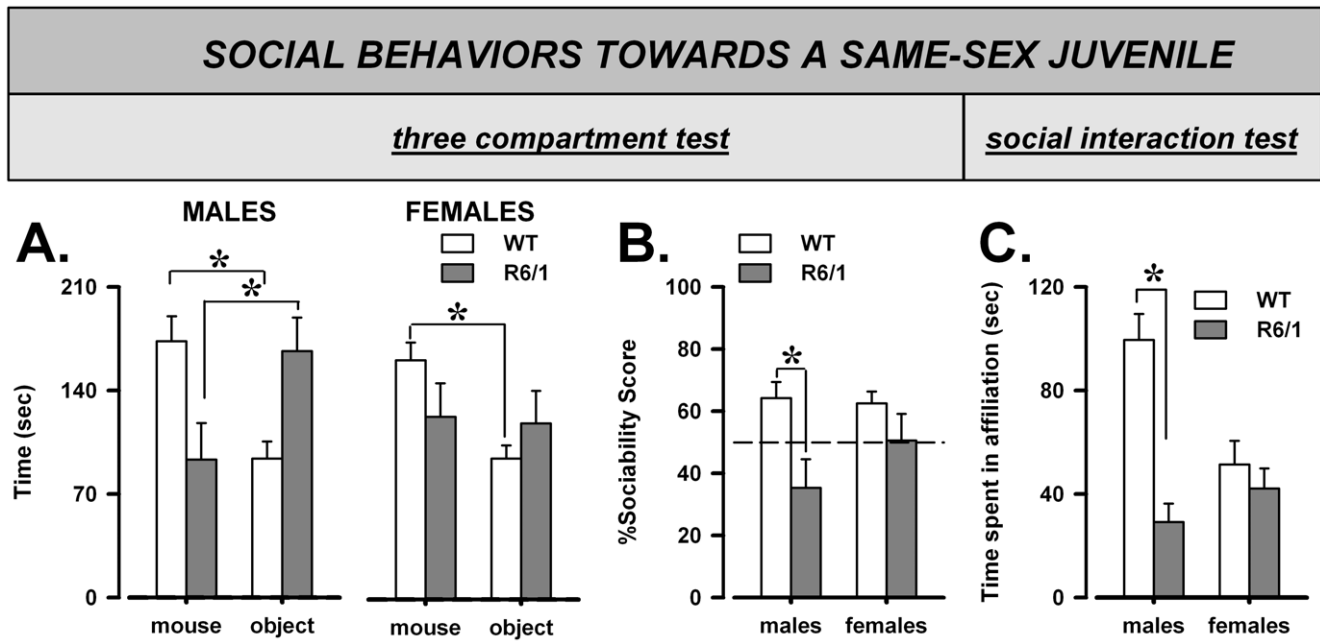 SOCIAL BEHAVIORS TOWARDS A SAME-SEX JUVENILE
three compartment test
social interaction test
A.
MALES
FEMALES
WT
R6/1
*
*
*
Time (sec)
210
140
70
0
mouse object
mouse object
B.
WT
R6/1
*
%Sociability Score
100
80
60
40
20
0
males females
C.
WT
R6/1
*
Time spent in affiliation (sec)
120
80
40
0
males females